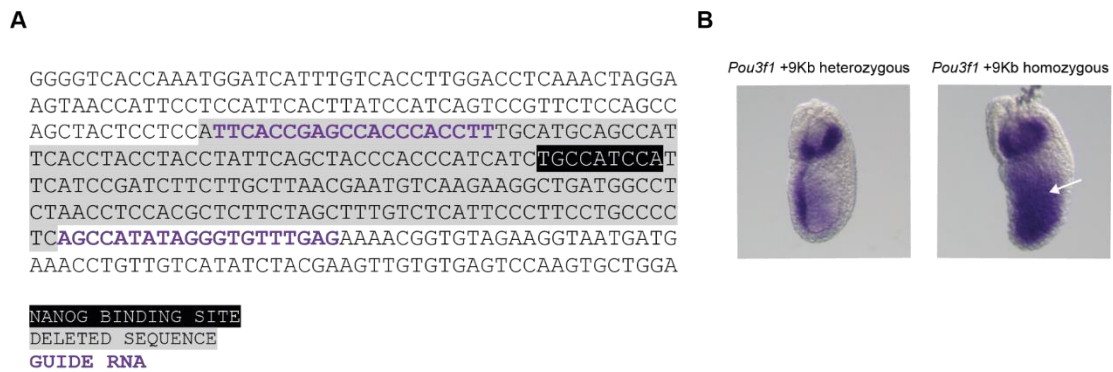 A
GGGGTCACCAAATGGATCATTTGTCACCTTGGACCTCAAACTAGGA
AGTAACCATTCCTCCATTCACTTATCCATCAGTCCGTTCTCCAGCC
AGCTACTCCTCCATTCACCGAGCCACCCACCTTTGCATGCAGCCAT
TCACCTACCTACCTATTCAGCTACCCACCCATCATCTGCCATCCAT
TCATCCGATCTTCTTGCTTAACGAATGTCAAGAAGGCTGATGGCCT
CTAACCTCCACGCTCTTCTAGCTTTGTCTCATTCCCTTCCTGCCCC
TCAGCCATATAGGGTGTTTGAGAAAACGGTGTAGAAGGTAATGATG
AAACCTGTTGTCATATCTACGAAGTTGTGTGAGTCCAAGTGCTGGA
NANOG BINDING SITE
DELETED SEQUENCE
GUIDE RNA
B
Pou3f1 +9Kb heterozygous
Pou3f1 +9Kb homozygous